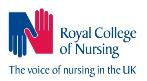 Royal College
of Nursing
The voice of nursing in the UK